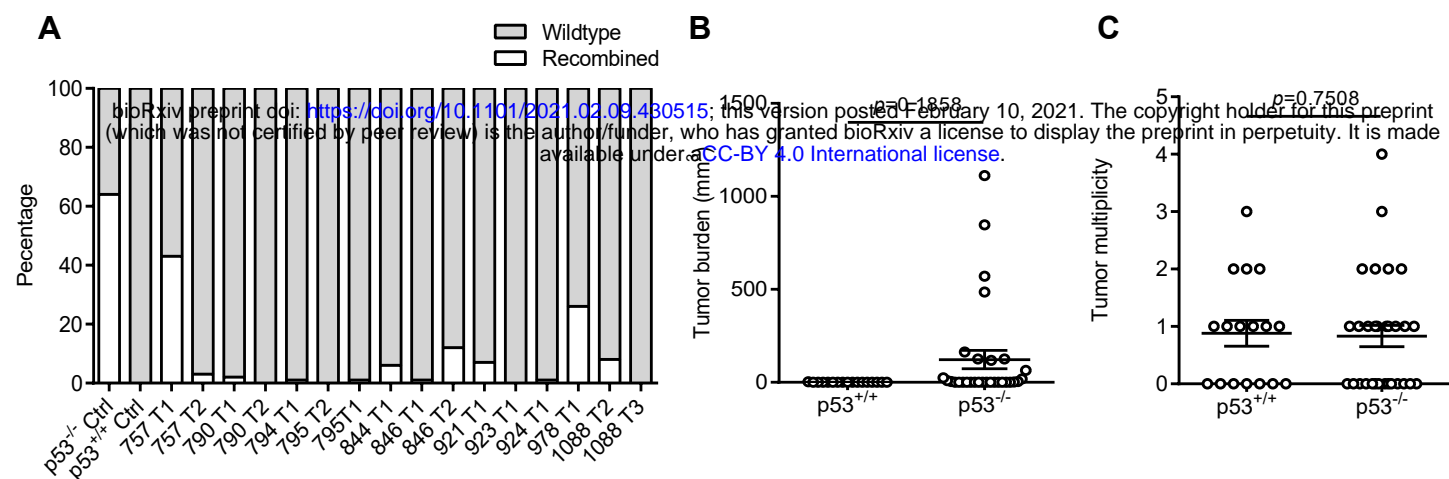 A
Wildtype
Recombined
B
C
bioRxiv preprint doi: https://doi.org/10.1101/2021.02.09.430515; this version posted February 10, 2021. The copyright holder for this preprint
(which was not certified by peer review) is the author/funder, who has granted bioRxiv a license to display the preprint in perpetuity. It is made
available under aCC-BY 4.0 International license.
Pecentage
100
80
60
40
20
0
p53-/- Ctrl
p53+/+ Ctrl
757 T1
757 T2
790 T1
790 T2
794 T1
795 T2
795T1
844 T1
846 T1
846 T2
921 T1
923 T1
924 T1
978 T1
1088 T2
1088 T3
Tumor burden (mm
1500
1000
500
0
p=0.1858
p53+/+
p53-/-
Tumor multiplicity
5
4
3
2
1
0
p=0.7508
p53+/+
p53-/-